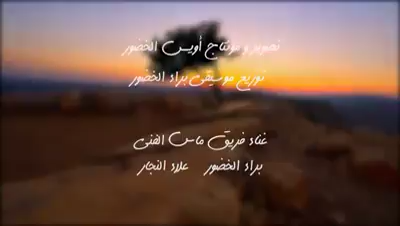 تصوير و مونتاج أويس الخضور
توزيع موسيقى براء الخضور
غناء فريق ماس الفني
براء الخضور علاء النجار